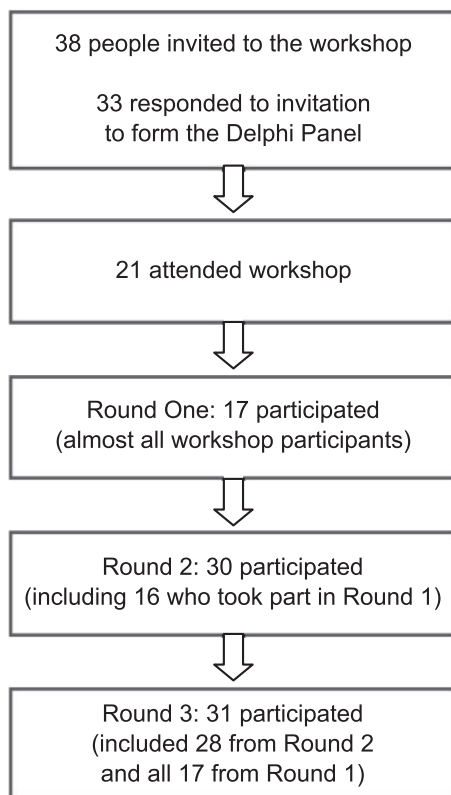 38 people invited to the workshop
33 responded to invitation
to form the Delphi Panel
21 attended workshop
Round One: 17 participated
(almost all workshop participants)
Round 2: 30 participated
(including 16 who took part in Round 1)
Round 3: 31 participated
(included 28 from Round 2
and all 17 from Round 1)